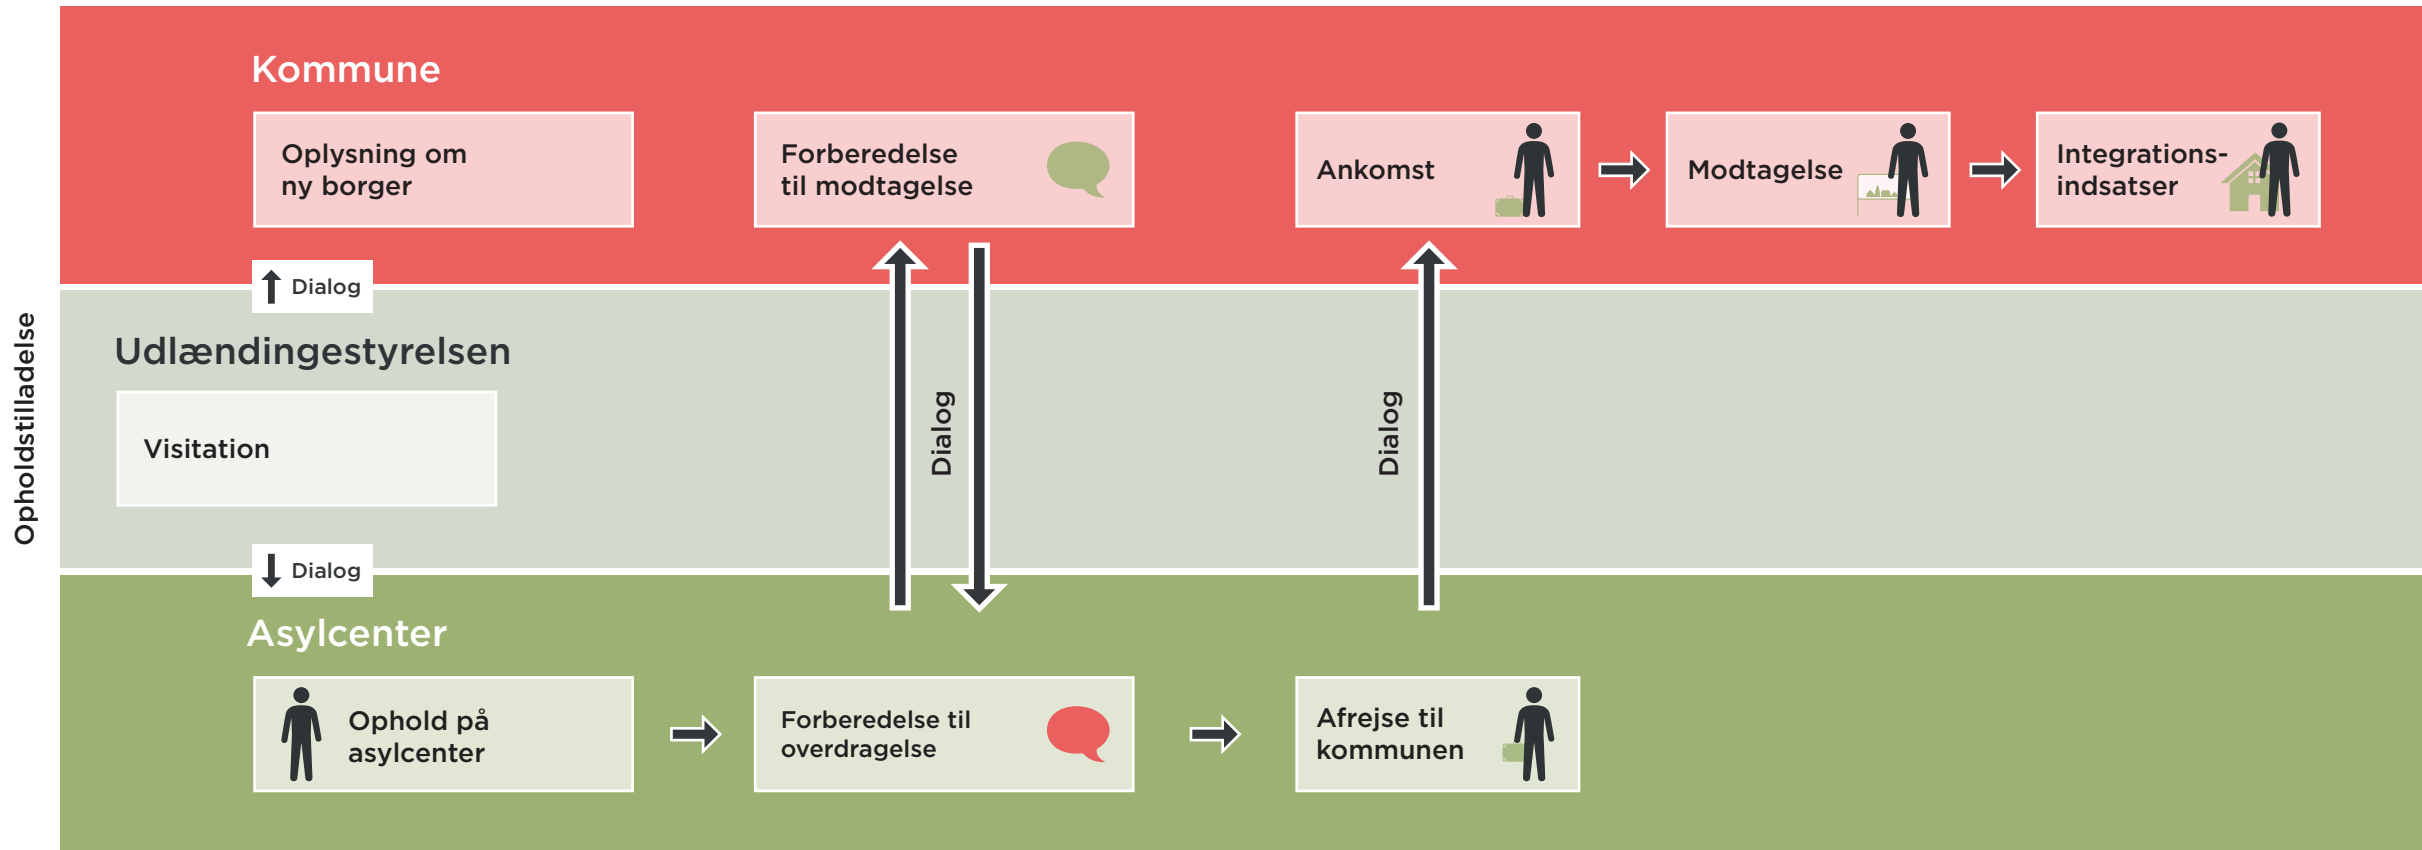 Opholdstilladelse
Kommune
Oplysning om
ny borger
Forberedelse
til modtagelse
Ankomst
Modtagelse
Integrations-
indsatser
Dialog
Udlændingestyrelsen
Visitation
Dialog
Dialog
Dialog
Asylcenter
Ophold på
asylcenter
Forberedelse til
overdragelse
Afrejse til
kommunen